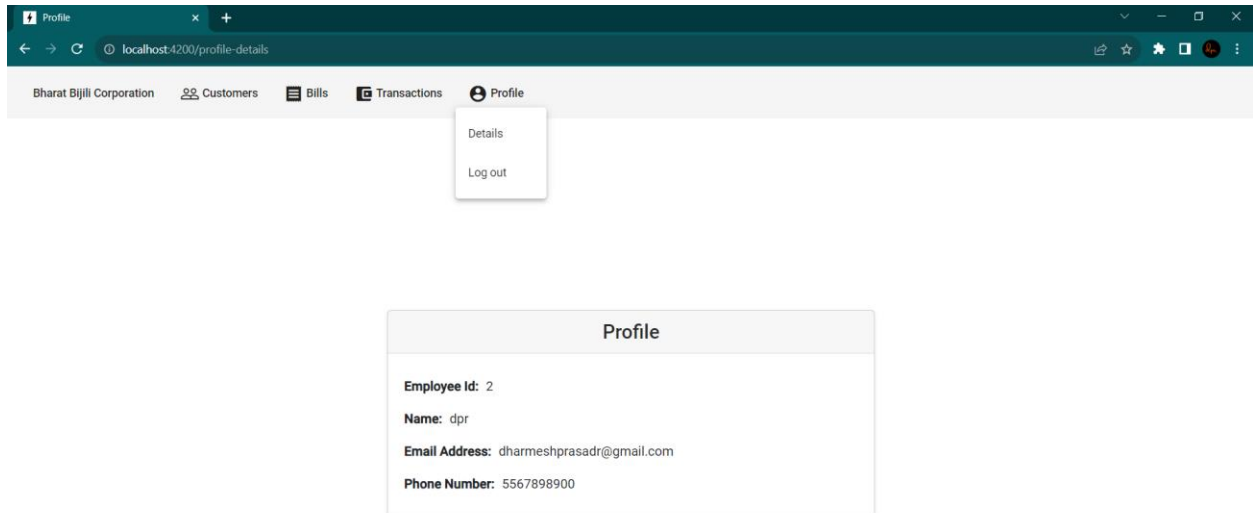 Profile
localhost:4200/profile-details
Bharat Bijili Corporation Customers Bills Transactions Profile
Details
Log out
Profile
Employee Id: 2
Name: dpr
Email Address: dharmeshprasadr@gmail.com
Phone Number: 5567898900